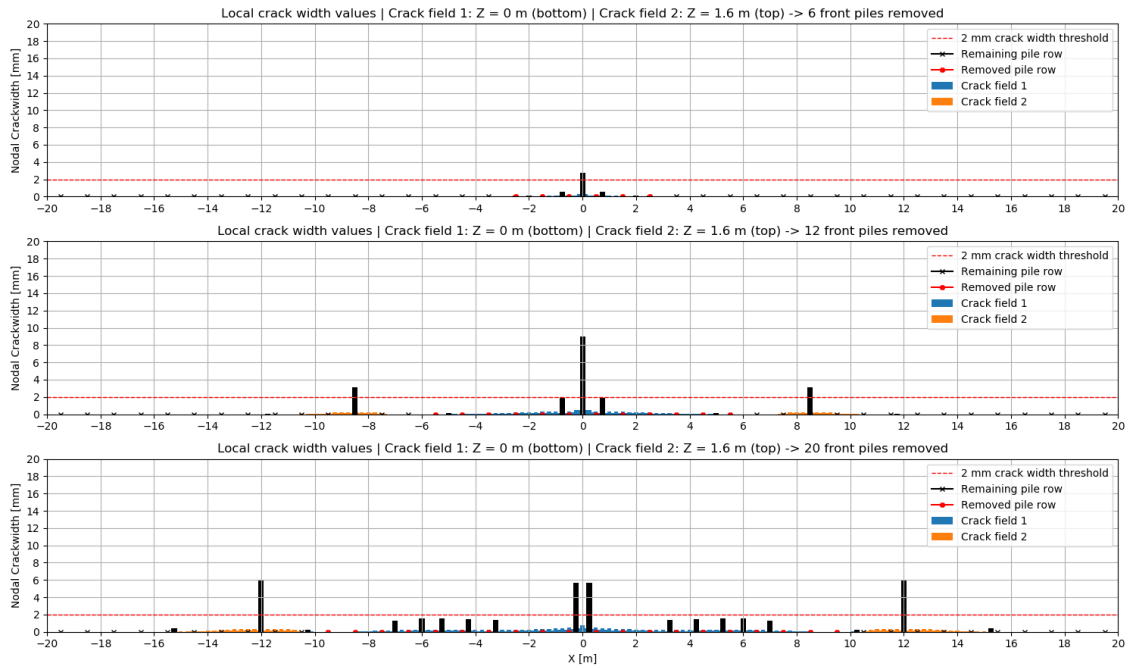 Local crack width values | Crack field 1: Z = 0 m (bottom) | Crack field 2: Z = 1.6 m (top) -> 6 front piles removed
Nodal Crackwidth [mm]
20
18
16
14
12
10
8
6
4
2
0
2 mm crack width threshold
Remaining pile row
Removed pile row
Crack field 1
Crack field 2
−20 −18 −16 −14 −12 −10 −8 −6 −4 −2 0 2 4 6 8 10 12 14 16 18 20
Local crack width values | Crack field 1: Z = 0 m (bottom) | Crack field 2: Z = 1.6 m (top) -> 12 front piles removed
Nodal Crackwidth [mm]
20
18
16
14
12
10
8
6
4
2
0
2 mm crack width threshold
Remaining pile row
Removed pile row
Crack field 1
Crack field 2
−20 −18 −16 −14 −12 −10 −8 −6 −4 −2 0 2 4 6 8 10 12 14 16 18 20
Local crack width values | Crack field 1: Z = 0 m (bottom) | Crack field 2: Z = 1.6 m (top) -> 20 front piles removed
Nodal Crackwidth [mm]
20
18
16
14
12
10
8
6
4
2
0
2 mm crack width threshold
Remaining pile row
Removed pile row
Crack field 1
Crack field 2
−20 −18 −16 −14 −12 −10 −8 −6 −4 −2 0 2 4 6 8 10 12 14 16 18 20
X [m]